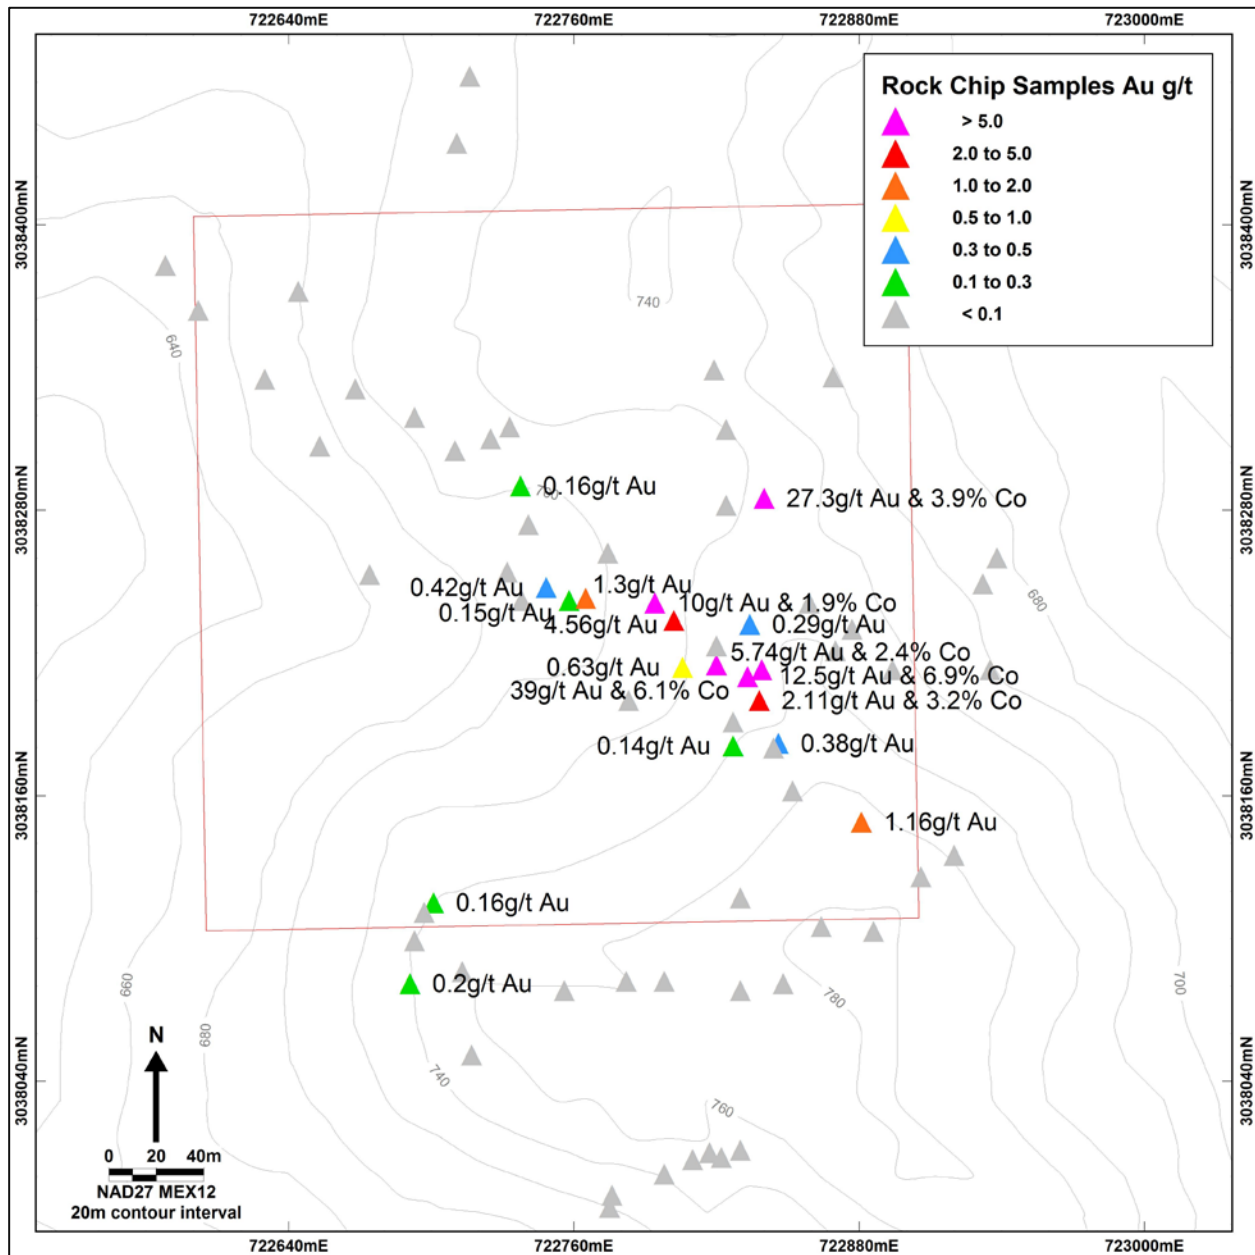 722640mE 722760mE 722880mE 723000mE
Rock Chip Samples Au g/t
> 5.0
2.0 to 5.0
1.0 to 2.0
0.5 to 1.0
0.3 to 0.5
0.1 to 0.3
< 0.1
3038400mN 3038400mN
740
640
0.16g/t Au
700
27.3g/t Au & 3.9% Co
3038280mN 3038280mN
0.42g/t Au
1.3g/t Au
0.15g/t Au
10g/t Au & 1.9% Co
680
4.56g/t Au
0.29g/t Au
5.74g/t Au & 2.4% Co
0.63g/t Au
12.5g/t Au & 6.9% Co
39g/t Au & 6.1% Co
2.11g/t Au & 3.2% Co
0.14g/t Au
0.38g/t Au
3038160mN 3038160mN
1.16g/t Au
0.16g/t Au
0.2g/t Au
660
700
780
680
N
740
3038040mN 3038040mN
760
0 20 40m
NAD27 MEX12
20m contour interval
722640mE 722760mE 722880mE 723000mE